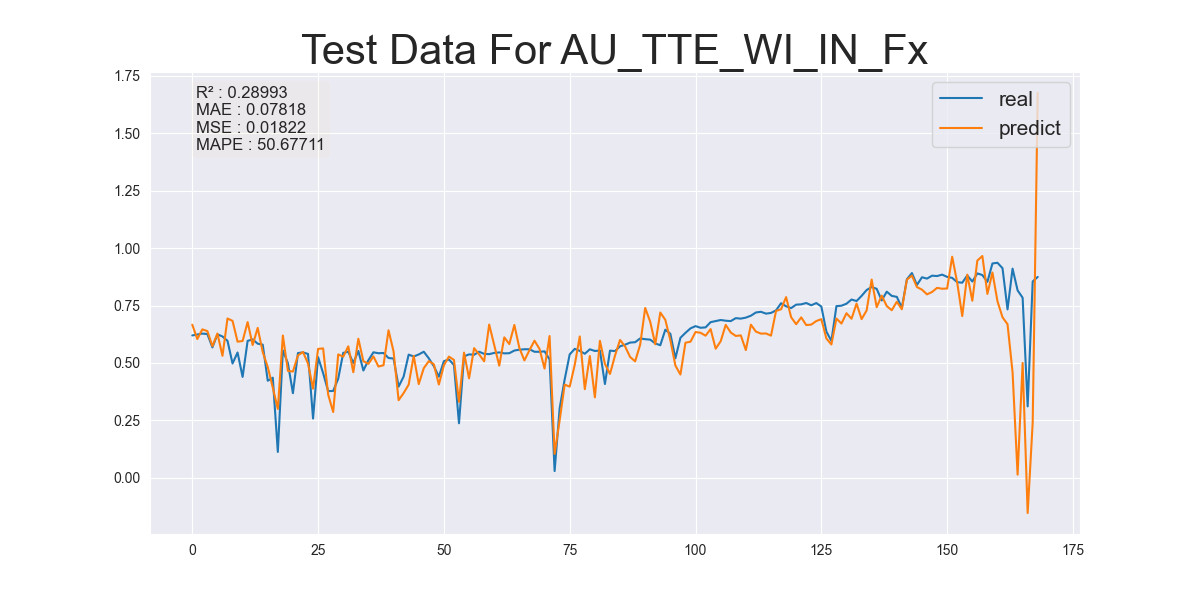 Test Data For AU_TTE_WI_IN_Fx
R² : 0.28993
MAE : 0.07818
MSE : 0.01822
MAPE : 50.67711
real
predict
1.75
1.50
1.25
1.00
0.75
0.50
0.25
0.00
0 25 50 75 100 125 150 175